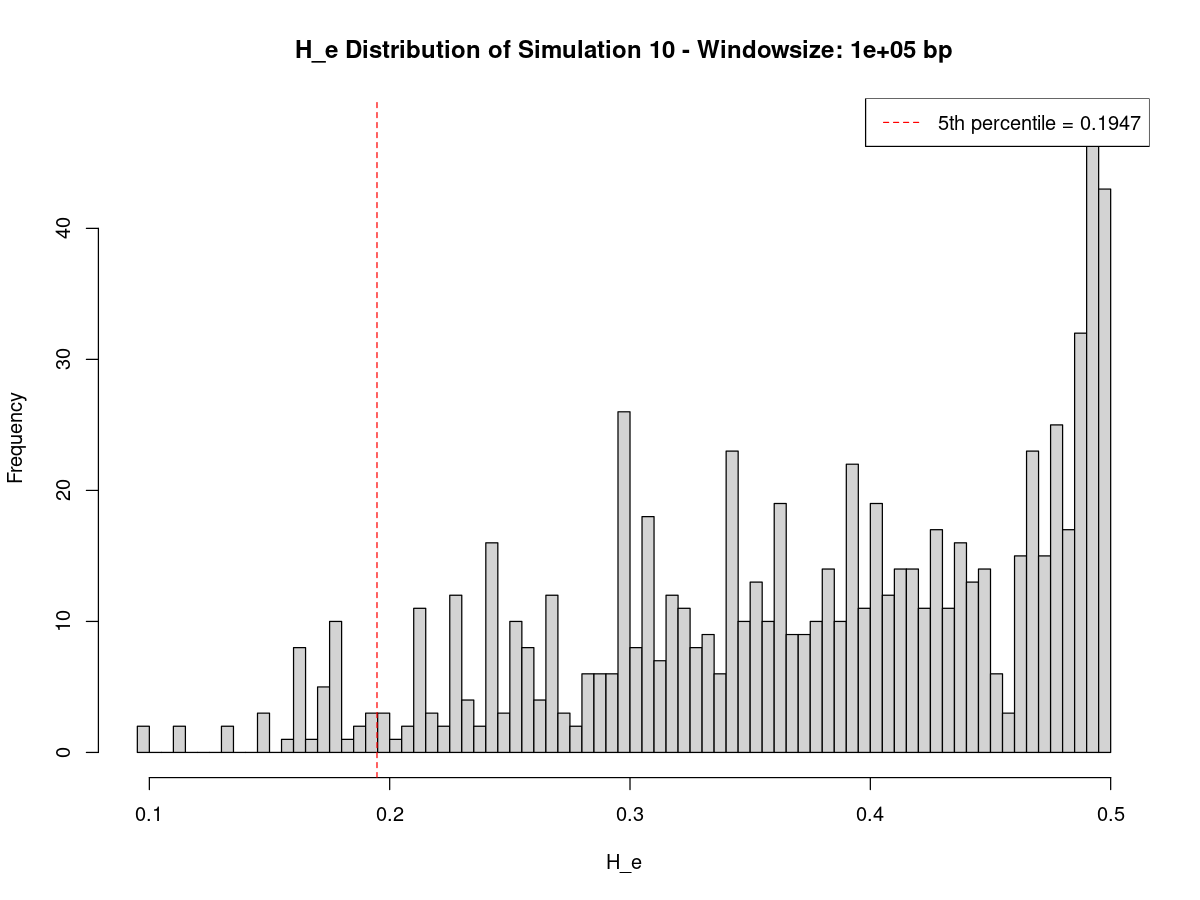 H_e Distribution of Simulation 10 - Windowsize: 1e+05 bp
5th percentile = 0.1947
Frequency
40
30
20
10
0
0.1 0.2 0.3 0.4 0.5
H_e